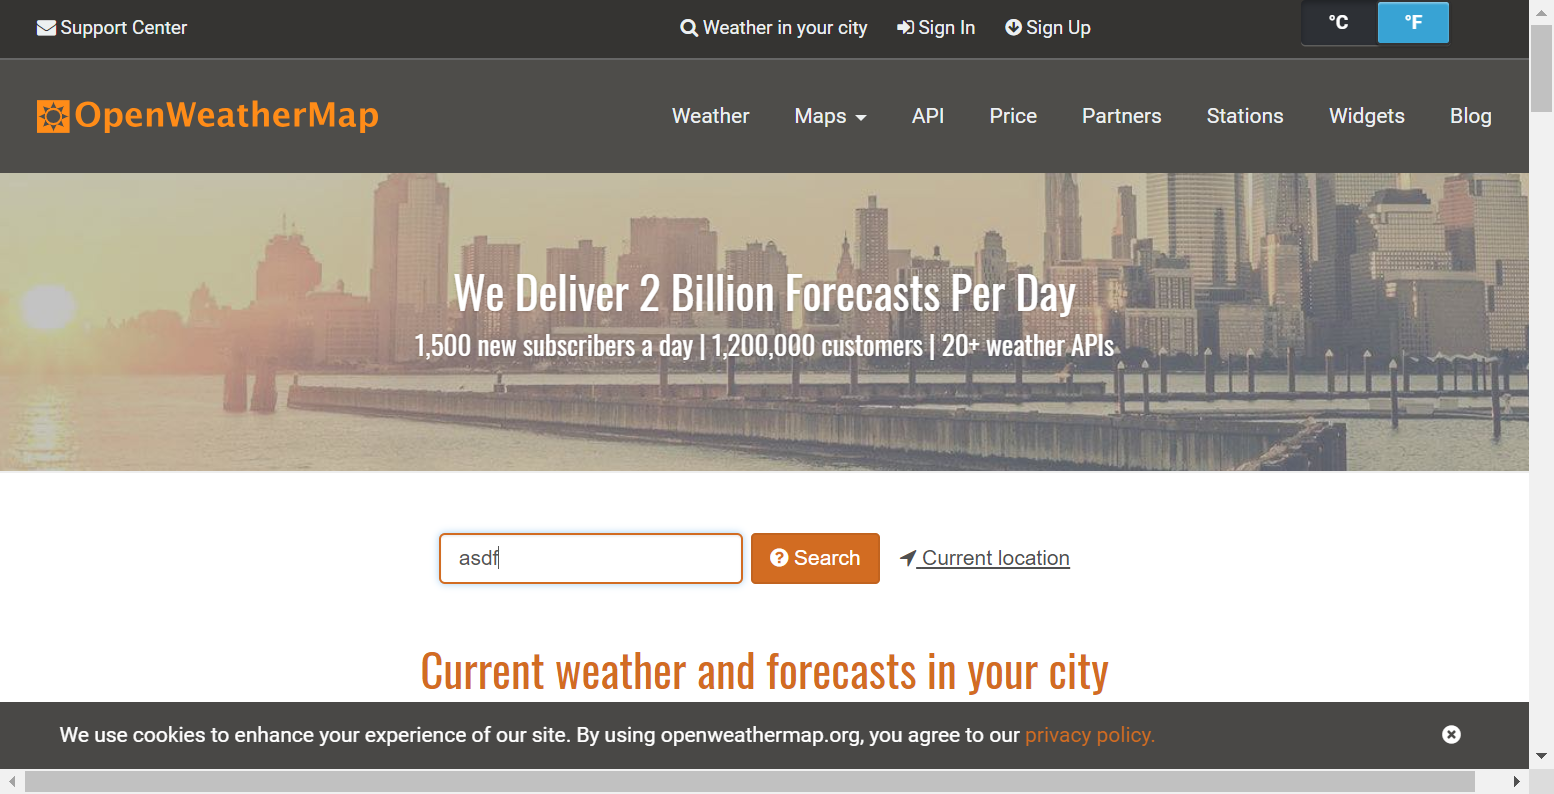 Support Center
Weather in your city
Sign In
Sign Up
°C
°F
OpenWeatherMap
Weather
Maps
API
Price
Partners
Stations
Widgets
Blog
We Deliver 2 Billion Forecasts Per Day
1,500 new subscribers a day | 1,200,000 customers | 20+ weather APIs
asdf
Search
Current location
Current weather and forecasts in your city
We use cookies to enhance your experience of our site. By using openweathermap.org, you agree to our privacy policy.